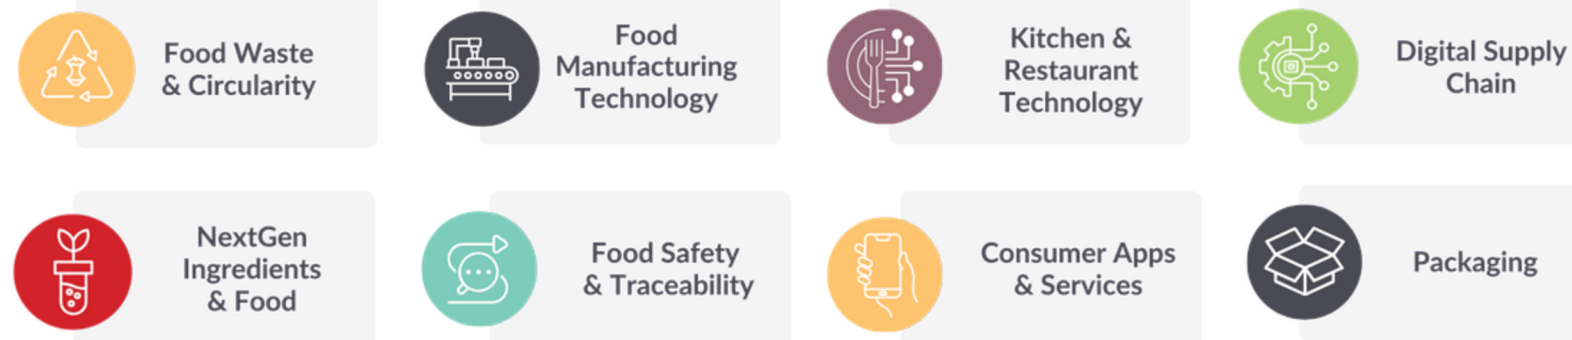 Food Waste
& Circularity
Food
Manufacturing
Technology
Kitchen &
Restaurant
Technology
Digital Supply
Chain
NextGen
Ingredients
& Food
Food Safety
& Traceability
Consumer Apps
& Services
Packaging